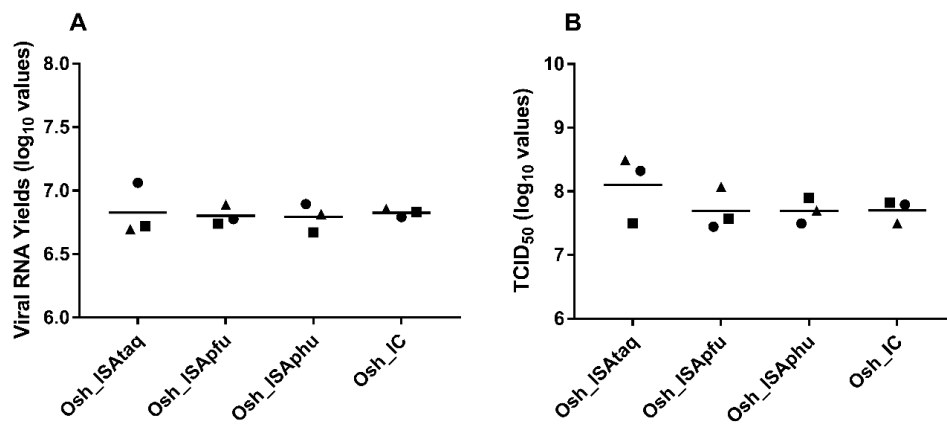 A
Viral RNA Yields (log10 values)
8.0
7.5
7.0
6.5
6.0
Osh_ISAtaq
Osh_ISApfu
Osh_ISAphu
Osh_IC
B
TCID50 (log10 values)
10
9
8
7
6
Osh_ISAtaq
Osh_ISApfu
Osh_ISAphu
Osh_IC